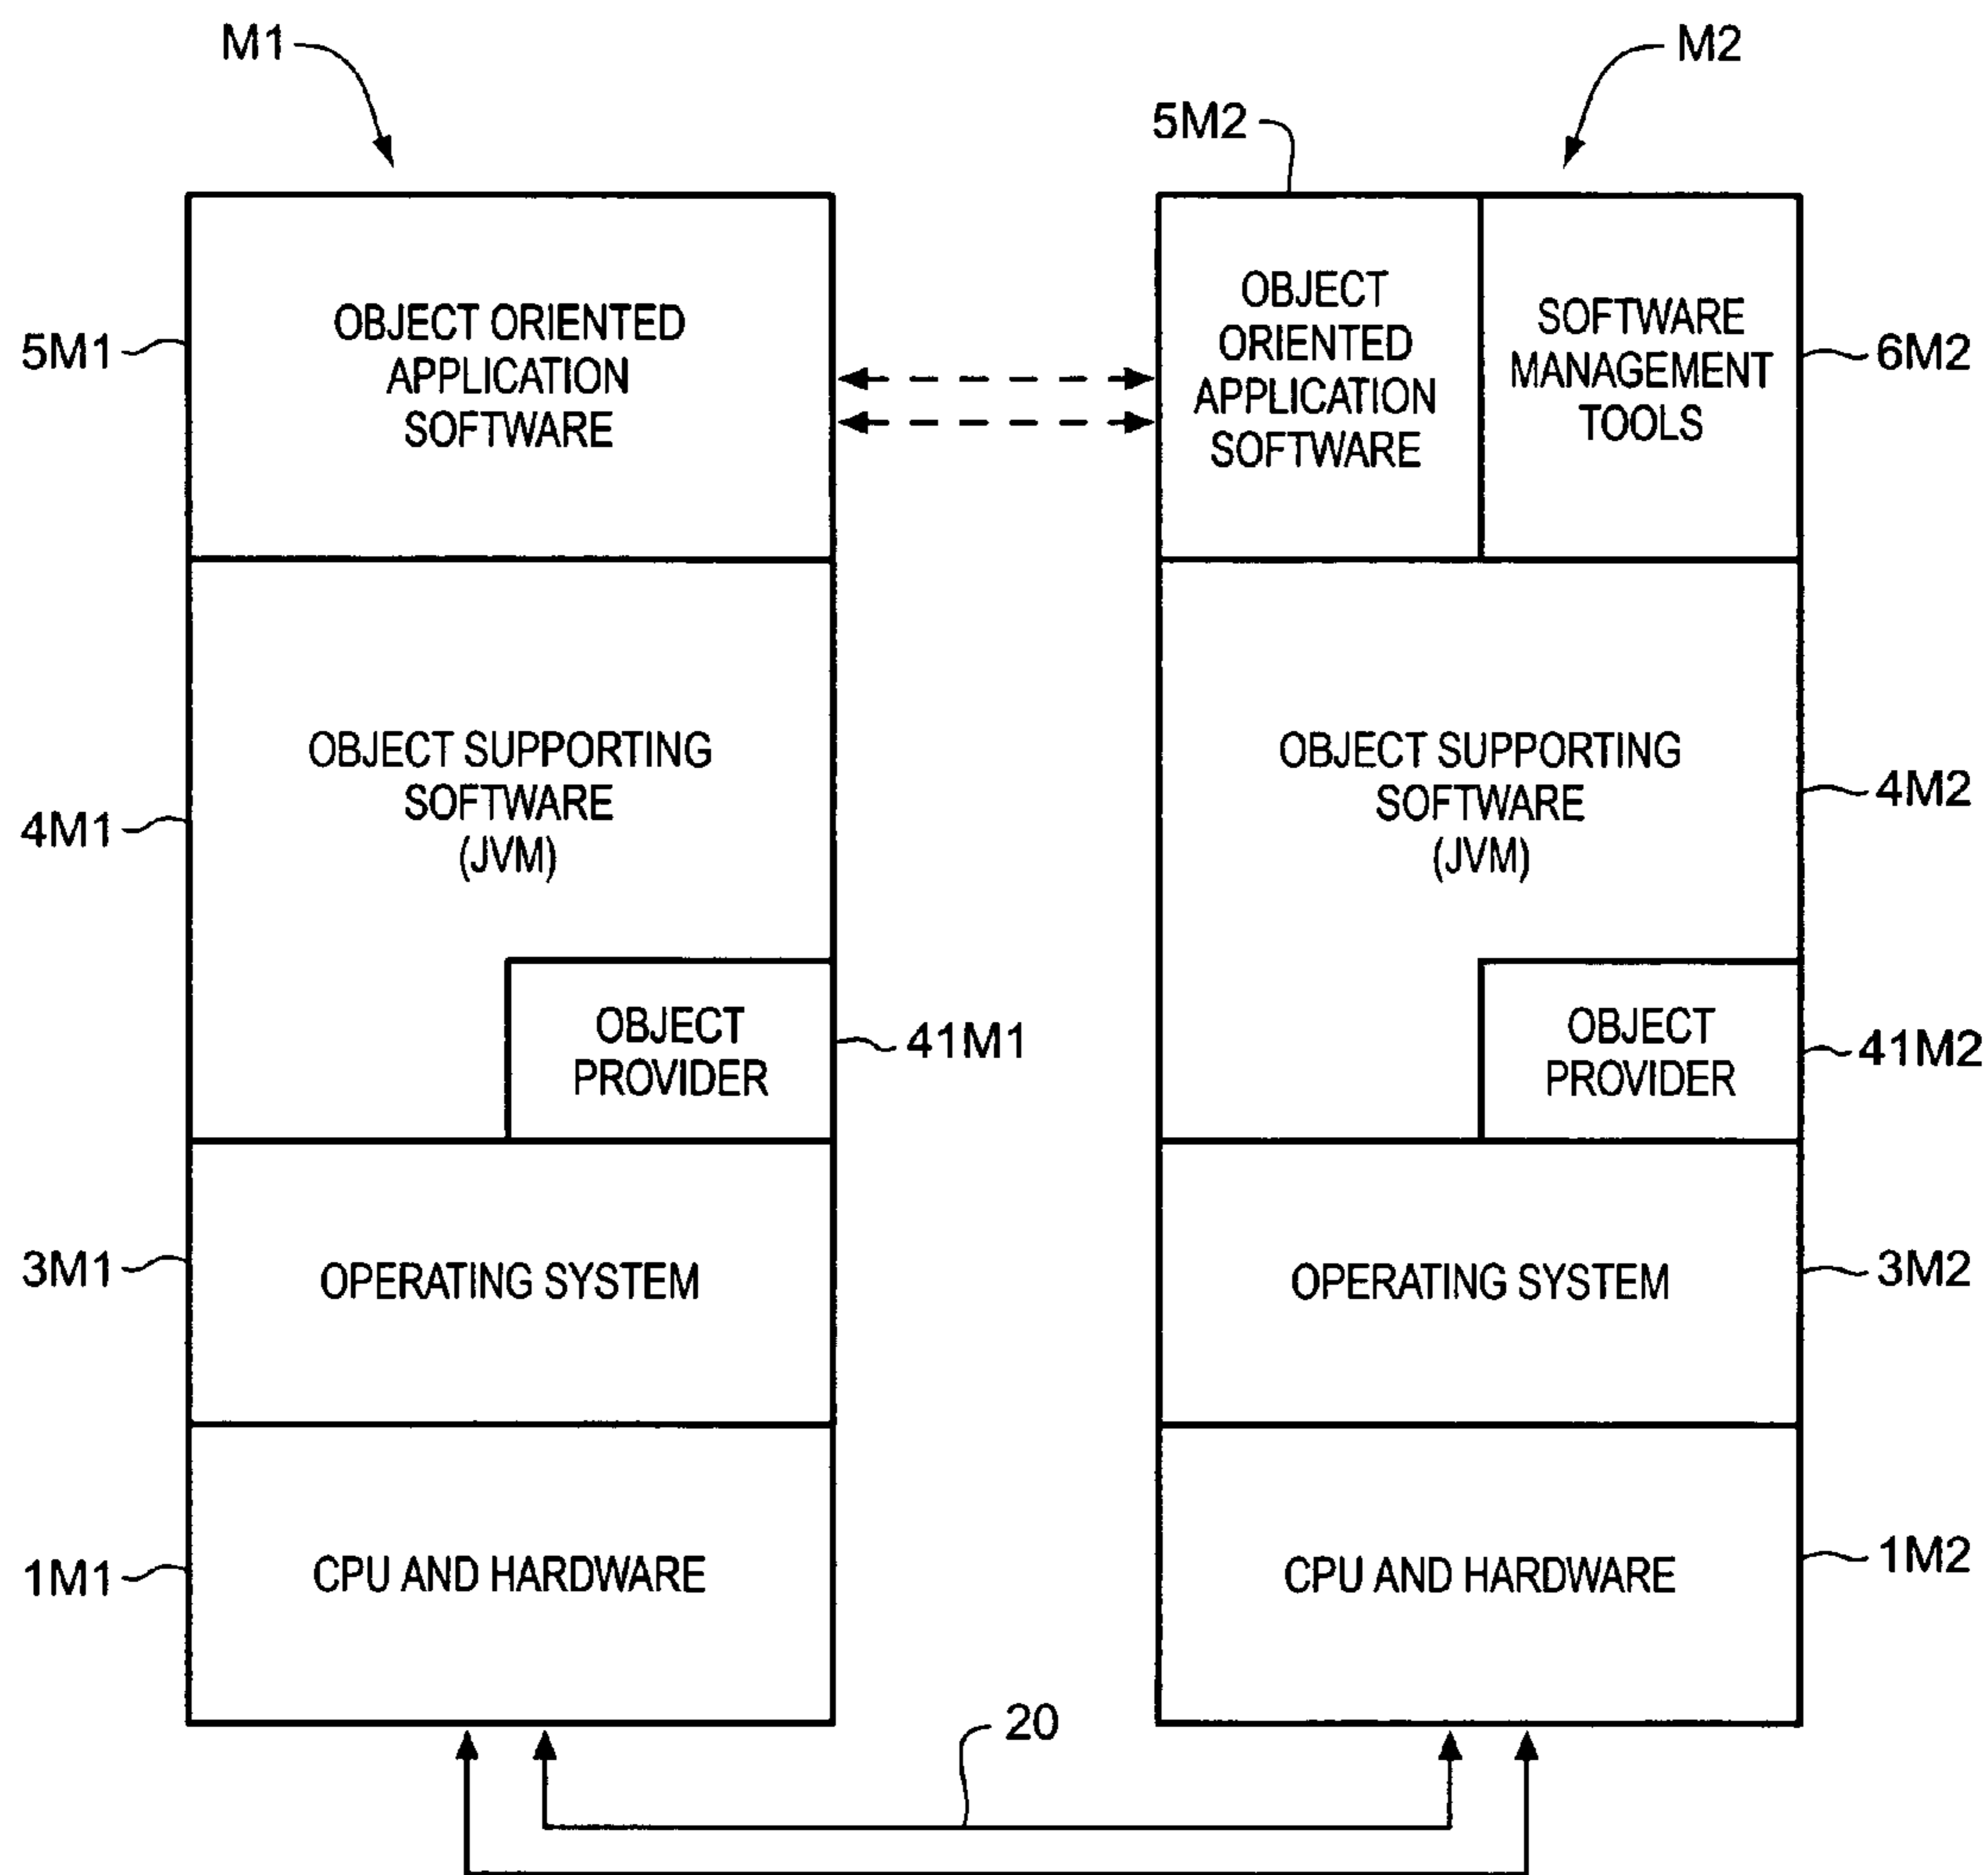 M1
M2
5M2
OBJECT ORIENTED
APPLICATION
SOFTWARE
5M1
OBJECT
ORIENTED
APPLICATION
SOFTWARE
SOFTWARE
MANAGEMENT
TOOLS
6M2
OBJECT SUPPORTING
SOFTWARE
(JVM)
4M1
OBJECT SUPPORTING
SOFTWARE
(JVM)
4M2
OBJECT
PROVIDER
41M1
OBJECT
PROVIDER
41M2
3M1
OPERATING SYSTEM
OPERATING SYSTEM
3M2
1M1
CPU AND HARDWARE
CPU AND HARDWARE
1M2
20